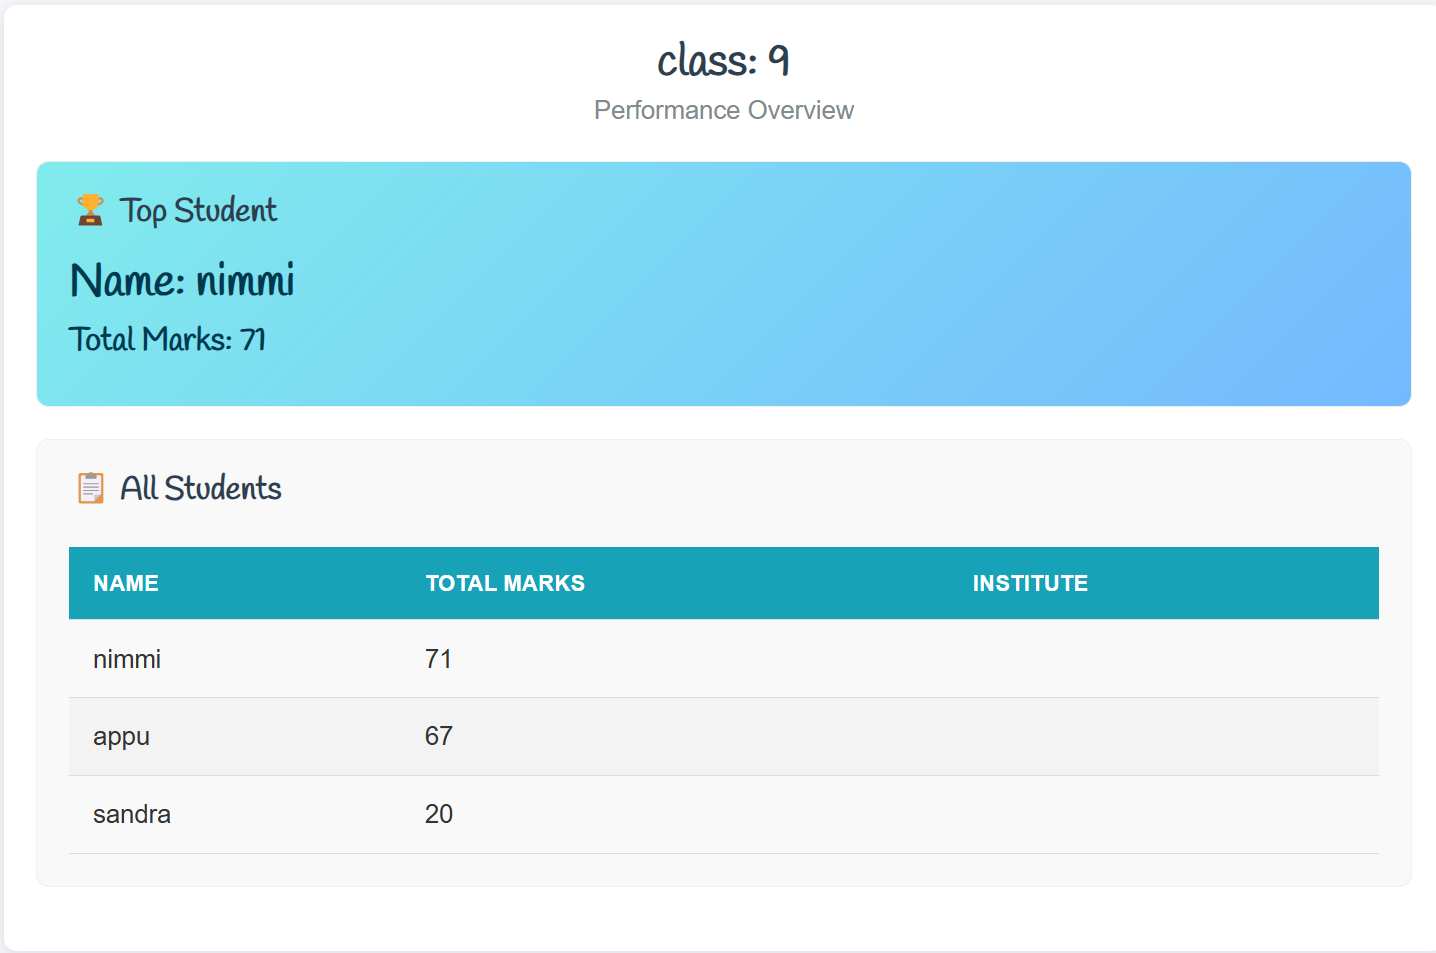 class: 9
Performance Overview
Top Student
Name: nimmi
Total Marks: 71
All Students
NAME TOTAL MARKS INSTITUTE
nimmi 71
appu 67
sandra 20